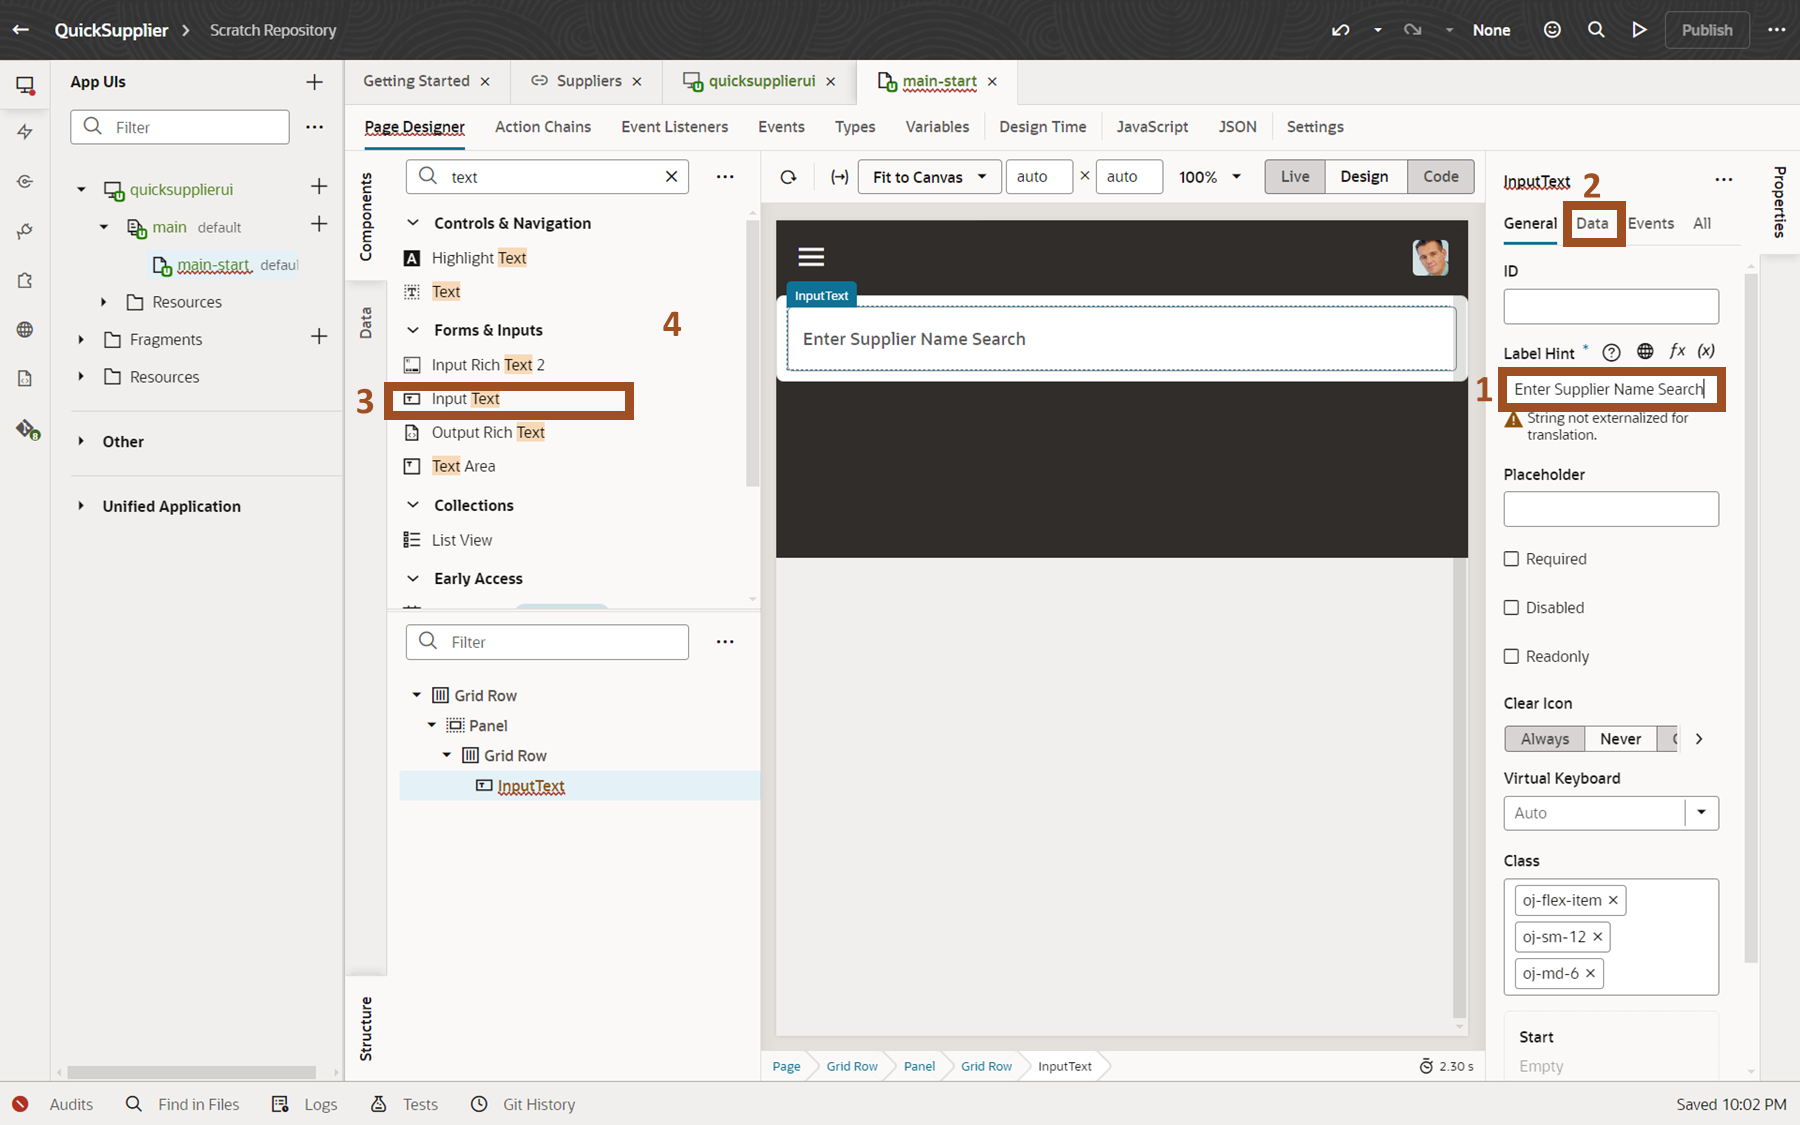 QuickSupplier > Scratch Repository
None
Publish
App UIs
Filter
quicksupplierui
main default
main-start
Resources
Fragments
Resources
Other
Unified Application
Getting Started
Suppliers
quicksupplierui
main-start
Page Designer
Action Chains
Event Listeners
Events
Types
Variables
Design Time
JavaScript
JSON
Settings
Components
Data
Structure
text
Controls & Navigation
Highlight Text
Text
Forms & Inputs
4
Input Rich Text 2
3
Input Text
Output Rich Text
Text Area
Collections
List View
Early Access
Filter
Grid Row
Panel
Grid Row
InputText
Fit to Canvas
auto × auto
100%
Live
Design
Code
InputText
Enter Supplier Name Search
Page
Grid Row
Panel
Grid Row
InputText
2.30 s
Properties
InputText
2
General
Data
Events
All
ID
Label Hint *
fx (x)
1
Enter Supplier Name Search
String not externalized for
translation.
Placeholder
Required
Disabled
Readonly
Clear Icon
Always
Never
Virtual Keyboard
Auto
Class
oj-flex-item
oj-sm-12
oj-md-6
Start
Empty
Audits
Find in Files
Logs
Tests
Git History
Saved 10:02 PM